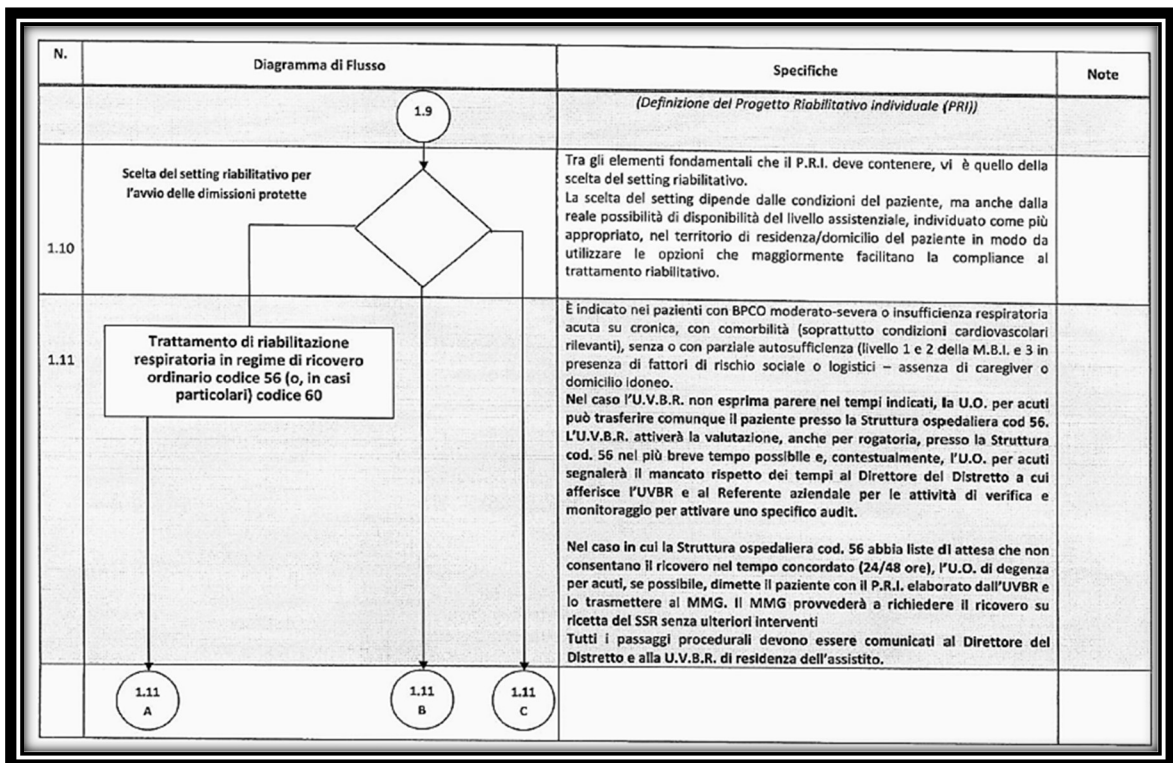 N.
Diagramma di Flusso
Specifiche
Note
1.9
(Definizione del Progetto Riabilitativo individuale (PRI))
1.10
Scelta del setting riabilitativo per
l'avvio delle dimissioni protette
Tra gli elementi fondamentali che il P.R.I. deve contenere, vi è quello della
scelta del setting riabilitativo.
La scelta del setting dipende dalle condizioni del paziente, ma anche dalla
reale possibilità di disponibilità del livello assistenziale, individuato come più
appropriato, nel territorio di residenza/domicilio del paziente in modo da
utilizzare le opzioni che maggiormente facilitano la compliance al
trattamento riabilitativo.
1.11
Trattamento di riabilitazione
respiratoria in regime di ricovero
ordinario codice 56 (o, in casi
particolari) codice 60
È indicato nei pazienti con BPCO moderato-severa o insufficienza respiratoria
acuta su cronica, con comorbilità (soprattutto condizioni cardiovascolari
rilevanti), senza o con parziale autosufficienza (livello 1 e 2 della M.B.I. e 3 in
presenza di fattori di rischio sociale o logistici – assenza di caregiver o
domicilio idoneo.
Nel caso l'U.V.B.R. non esprima parere nei tempi indicati, la U.O. per acuti
può trasferire comunque il paziente presso la Struttura ospedaliera cod 56.
L'U.V.B.R. attiverà la valutazione, anche per rogatoria, presso la Struttura
cod. 56 nel più breve tempo possibile e, contestualmente, l'U.O. per acuti
segnalerà il mancato rispetto dei tempi al Direttore del Distretto a cui
afferisce l'UVBR e al Referente aziendale per le attività di verifica e
monitoraggio per attivare uno specifico audit.
Nel caso in cui la Struttura ospedaliera cod. 56 abbia liste di attesa che non
consentano il ricovero nel tempo concordato (24/48 ore), l'U.O. di degenza
per acuti, se possibile, dimette il paziente con il P.R.I. elaborato dall'UVBR e
lo trasmettere al MMG. Il MMG provvederà a richiedere il ricovero su
ricetta del SSR senza ulteriori interventi
Tutti i passaggi procedurali devono essere comunicati al Direttore del
Distretto e alla U.V.B.R. di residenza dell'assistito.
1.11
A
1.11
B
1.11
C